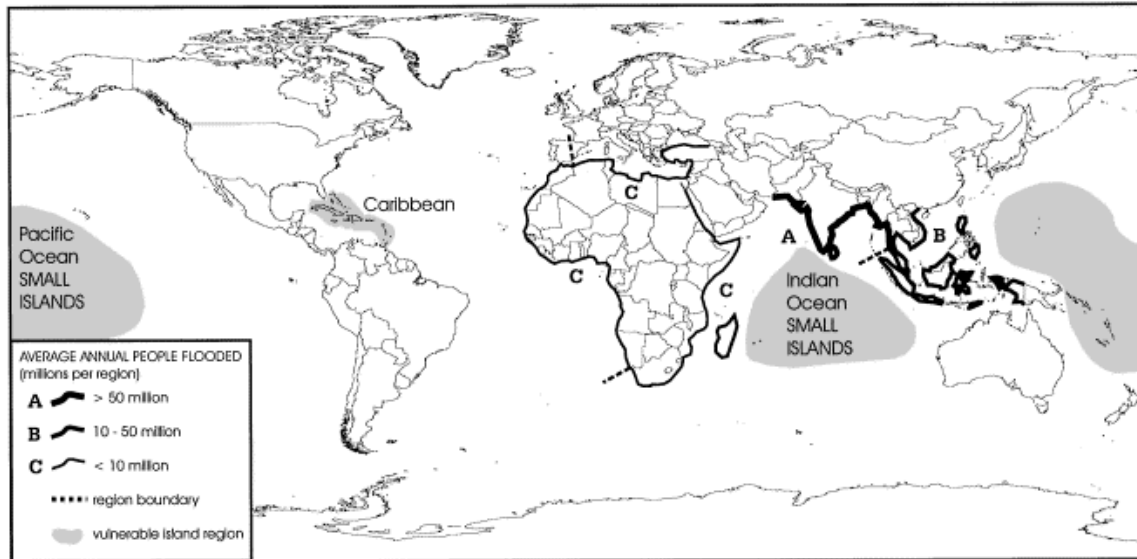 Caribbean
Pacific
Ocean
SMALL
ISLANDS
C
C
C
A
B
Indian
Ocean
SMALL
ISLANDS
AVERAGE ANNUAL PEOPLE FLOODED
(millions per region)
A > 50 million
B 10 - 50 million
C < 10 million
region boundary
vulnerable island region